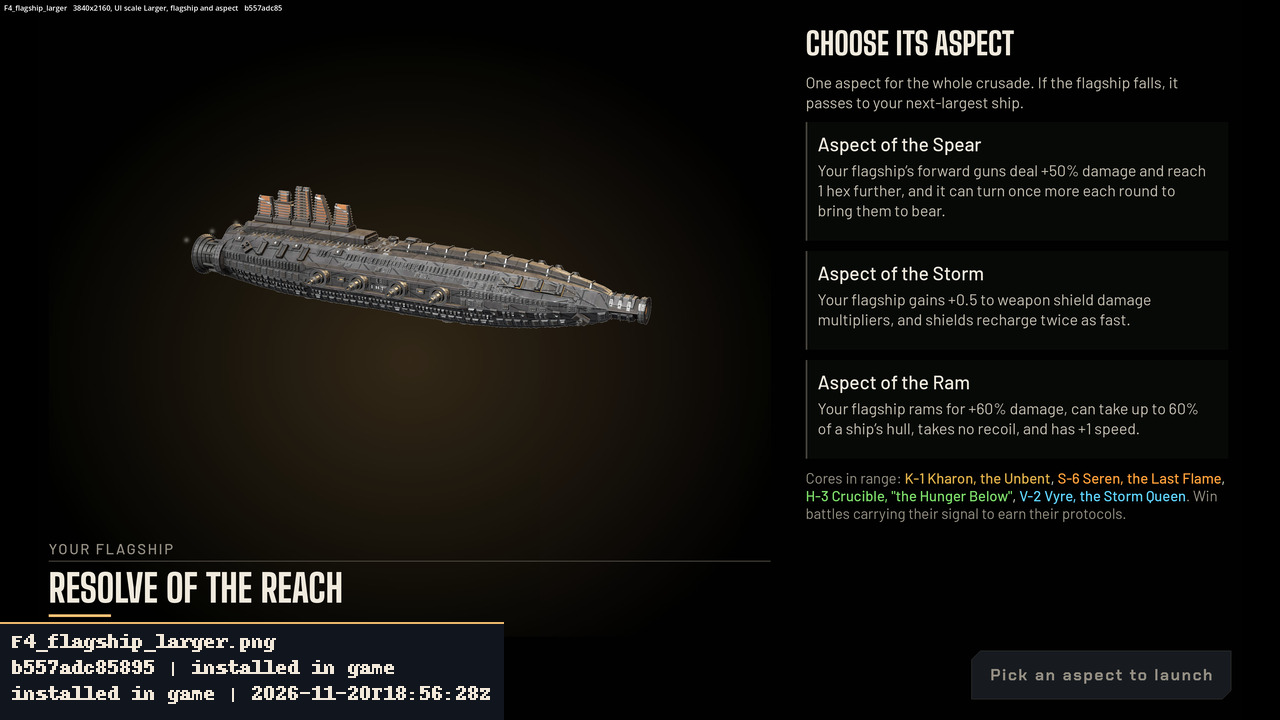 F4_flagship_larger 3840x2160, UI scale Larger, flagship and aspect b557adc85
CHOOSE ITS ASPECT
One aspect for the whole crusade. If the flagship falls, it
passes to your next-largest ship.
Aspect of the Spear
Your flagship's forward guns deal +50% damage and reach
1 hex further, and it can turn once more each round to
bring them to bear.
Aspect of the Storm
Your flagship gains +0.5 to weapon shield damage
multipliers, and shields recharge twice as fast.
Aspect of the Ram
Your flagship rams for +60% damage, can take up to 60%
of a ship's hull, takes no recoil, and has +1 speed.
Cores in range: K-1 Kharon, the Unbent, S-6 Seren, the Last Flame,
H-3 Crucible, "the Hunger Below", V-2 Vyre, the Storm Queen. Win
battles carrying their signal to earn their protocols.
YOUR FLAGSHIP
RESOLVE OF THE REACH
F4_flagship_larger.png
b557adc85895 | installed in game
installed in game | 2026-11-20T18:56:28Z
Pick an aspect to launch